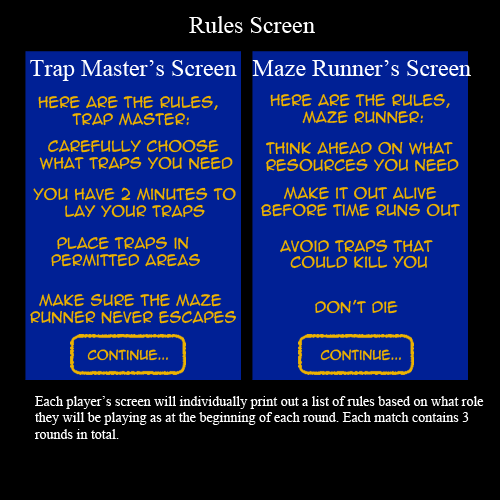 Rules Screen
Trap Master’s Screen
HERE ARE THE RULES,
TRAP MASTER:
CAREFULLY CHOOSE
WHAT TRAPS YOU NEED
YOU HAVE 2 MINUTES TO
LAY YOUR TRAPS
PLACE TRAPS IN
PERMITTED AREAS
MAKE SURE THE MAZE
RUNNER NEVER ESCAPES
CONTINUE...
Maze Runner’s Screen
HERE ARE THE RULES,
MAZE RUNNER:
THINK AHEAD ON WHAT
RESOURCES YOU NEED
MAKE IT OUT ALIVE
BEFORE TIME RUNS OUT
AVOID TRAPS THAT
COULD KILL YOU
DON'T DIE
CONTINUE...
Each player’s screen will individually print out a list of rules based on what role
they will be playing as at the beginning of each round. Each match contains 3
rounds in total.